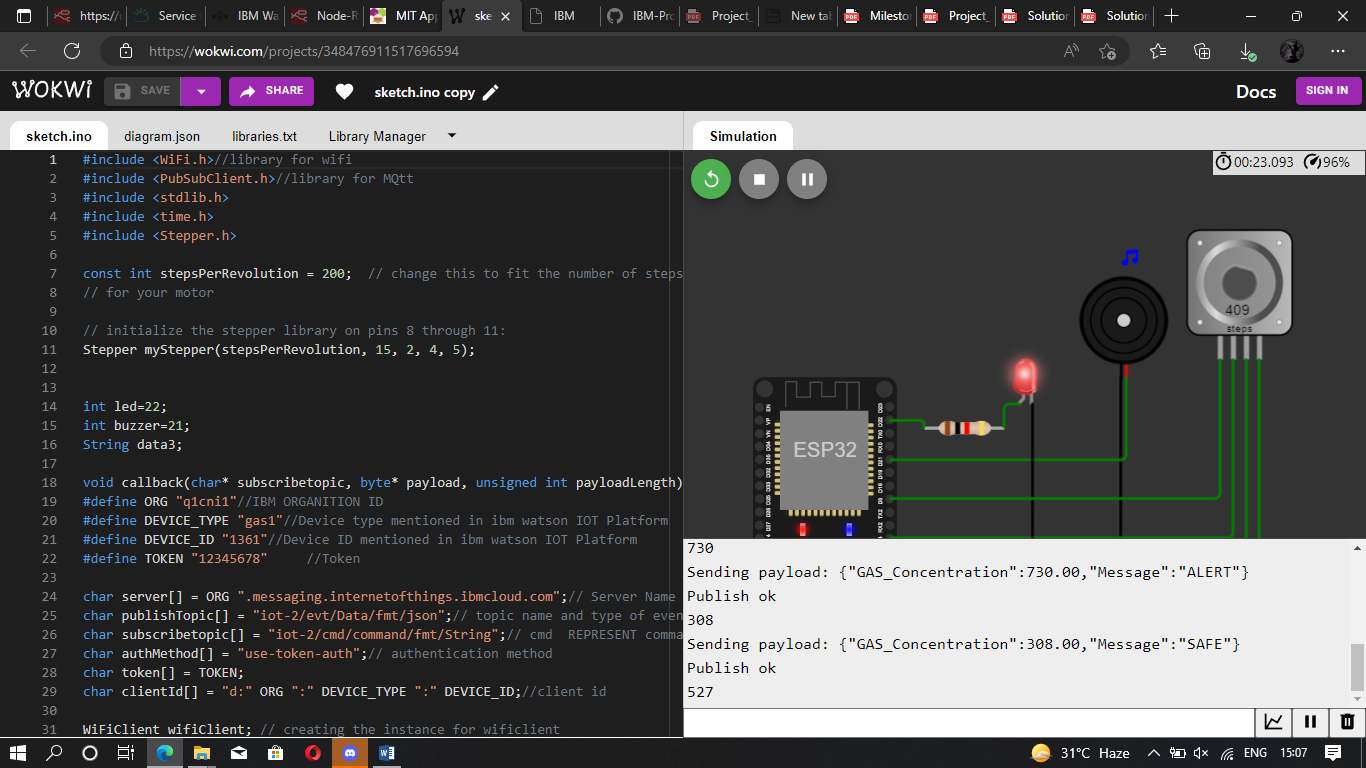 https://
Service
IBM Wa
Node-R
MIT App
ske
IBM
IBM-Pro
Project_
New tab
Mileston
Project_
Solution
Solution
https://wokwi.com/projects/348476911517696594
WOKWI
SAVE
SHARE
sketch.ino copy
Docs
SIGN IN
sketch.ino
diagram.json
libraries.txt
Library Manager
Simulation
1 #include <WiFi.h>//library for wifi
2 #include <PubSubClient.h>//library for MQtt
3 #include <stdlib.h>
4 #include <time.h>
5 #include <Stepper.h>
6
7 const int stepsPerRevolution = 200;  // change this to fit the number of steps
8 // for your motor
9
10 // initialize the stepper library on pins 8 through 11:
11 Stepper myStepper(stepsPerRevolution, 15, 2, 4, 5);
12
13
14 int led=22;
15 int buzzer=21;
16 String data3;
17
18 void callback(char* subscribetopic, byte* payload, unsigned int payloadLength)
19 #define ORG "q1cni1"//IBM ORGANITION ID
20 #define DEVICE_TYPE "gas1"//Device type mentioned in ibm watson IOT Platform
21 #define DEVICE_ID "1361"//Device ID mentioned in ibm watson IOT Platform
22 #define TOKEN "12345678"     //Token
23
24 char server[] = ORG ".messaging.internetofthings.ibmcloud.com";// Server Name
25 char publishTopic[] = "iot-2/evt/Data/fmt/json";// topic name and type of even
26 char subscribetopic[] = "iot-2/cmd/command/fmt/String";// cmd  REPRESENT comma
27 char authMethod[] = "use-token-auth";// authentication method
28 char token[] = TOKEN;
29 char clientId[] = "d:" ORG ":" DEVICE_TYPE ":" DEVICE_ID;//client id
30
31 WiFiClient wifiClient; // creating the instance for wificlient
00:23.093
96%
409
steps
ESP32
730
Sending payload: {"GAS_Concentration":730.00,"Message":"ALERT"}
Publish ok
308
Sending payload: {"GAS_Concentration":308.00,"Message":"SAFE"}
Publish ok
527
31°C Haze
ENG
15:07